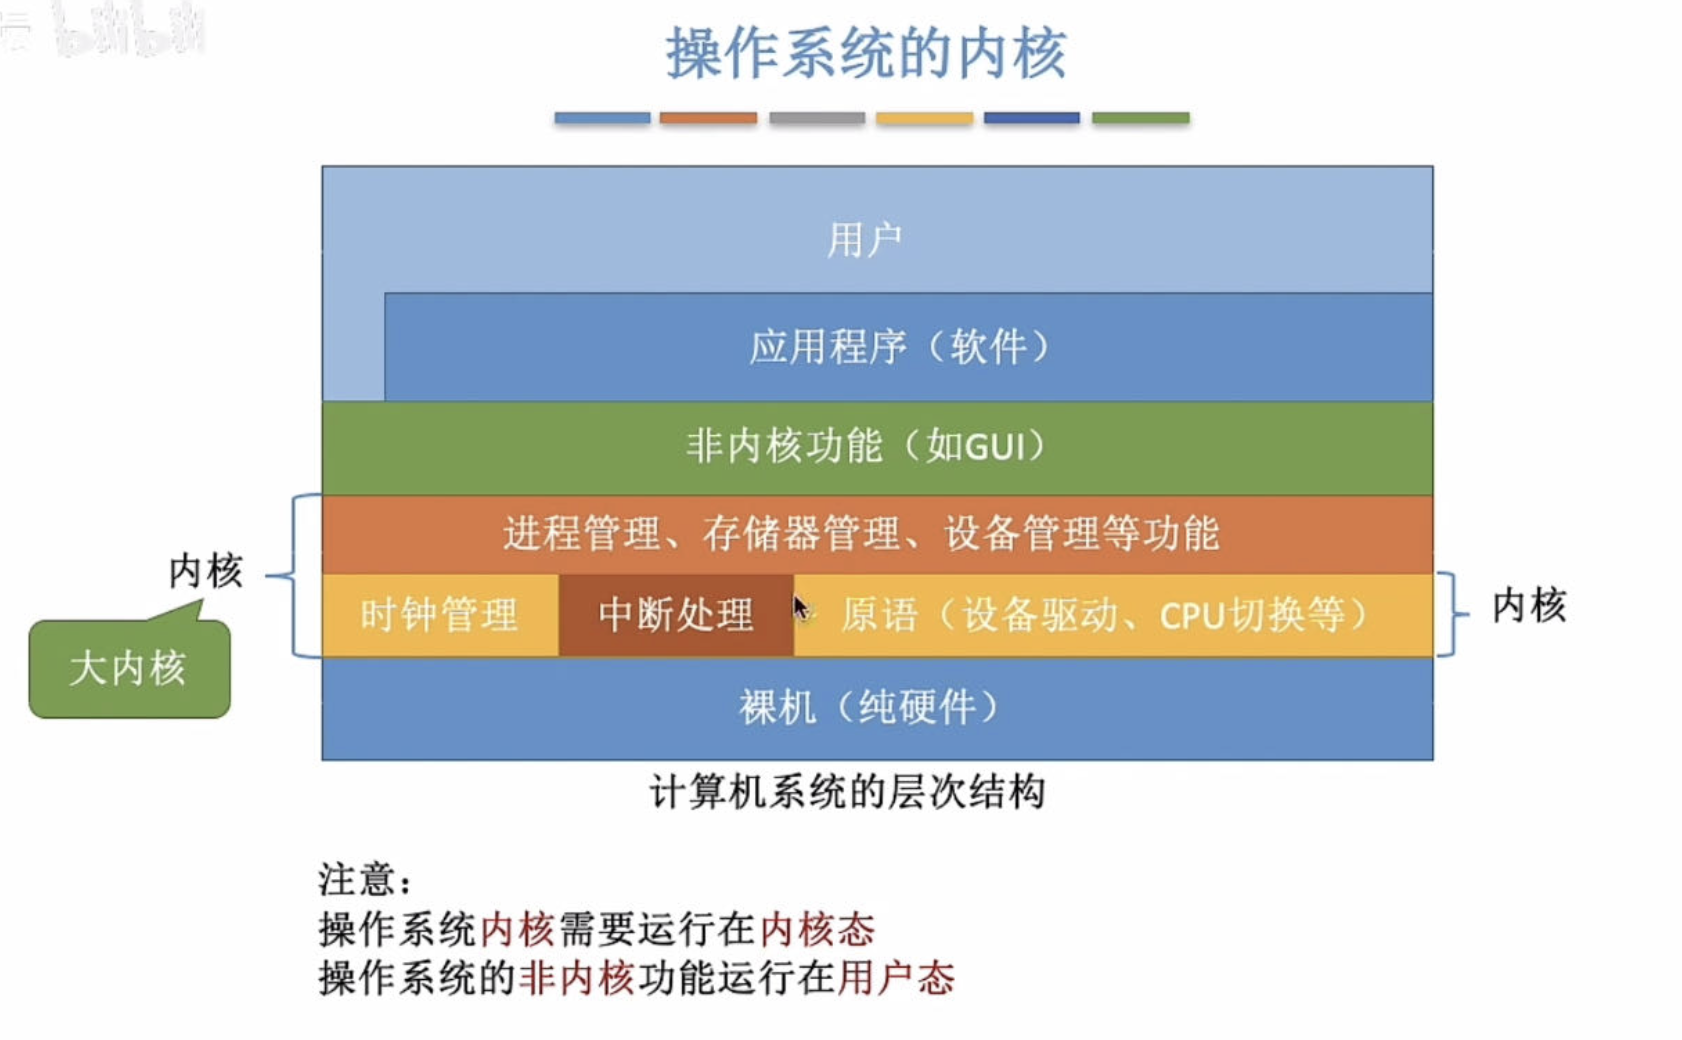 bilibili
操作系统的内核
用户
应用程序（软件）
非内核功能（如GUI）
进程管理、存储器管理、设备管理等功能
内核
时钟管理
中断处理
原语（设备驱动、CPU切换等）
内核
大内核
裸机（纯硬件）
计算机系统的层次结构
注意：
操作系统内核需要运行在内核态
操作系统的非内核功能运行在用户态